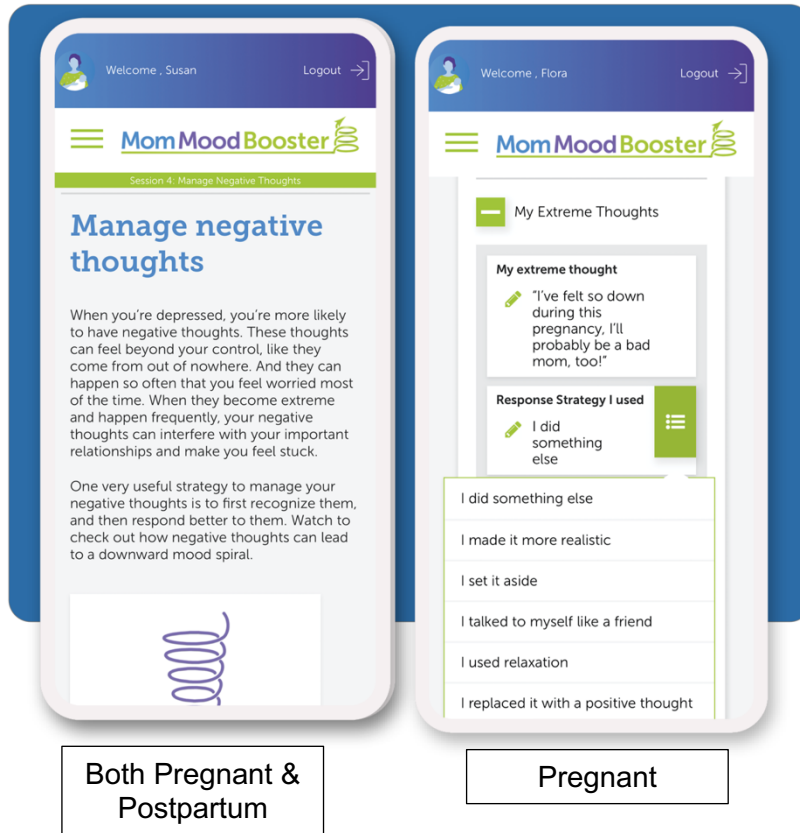 Welcome , Susan
Logout
MomMoodBooster
Session 4: Manage Negative Thoughts
Manage negative
thoughts
When you're depressed, you're more likely
to have negative thoughts. These thoughts
can feel beyond your control, like they
come from out of nowhere. And they can
happen so often that you feel worried most
of the time. When they become extreme
and happen frequently, your negative
thoughts can interfere with your important
relationships and make you feel stuck.
One very useful strategy to manage your
negative thoughts is to first recognize them,
and then respond better to them. Watch to
check out how negative thoughts can lead
to a downward mood spiral.
Both Pregnant &
Postpartum
Welcome , Flora
Logout
MomMoodBooster
My Extreme Thoughts
My extreme thought
"I've felt so down
during this
pregnancy, I'll
probably be a bad
mom, too!"
Response Strategy I used
I did
something
else
I did something else
I made it more realistic
I set it aside
I talked to myself like a friend
I used relaxation
I replaced it with a positive thought
Pregnant